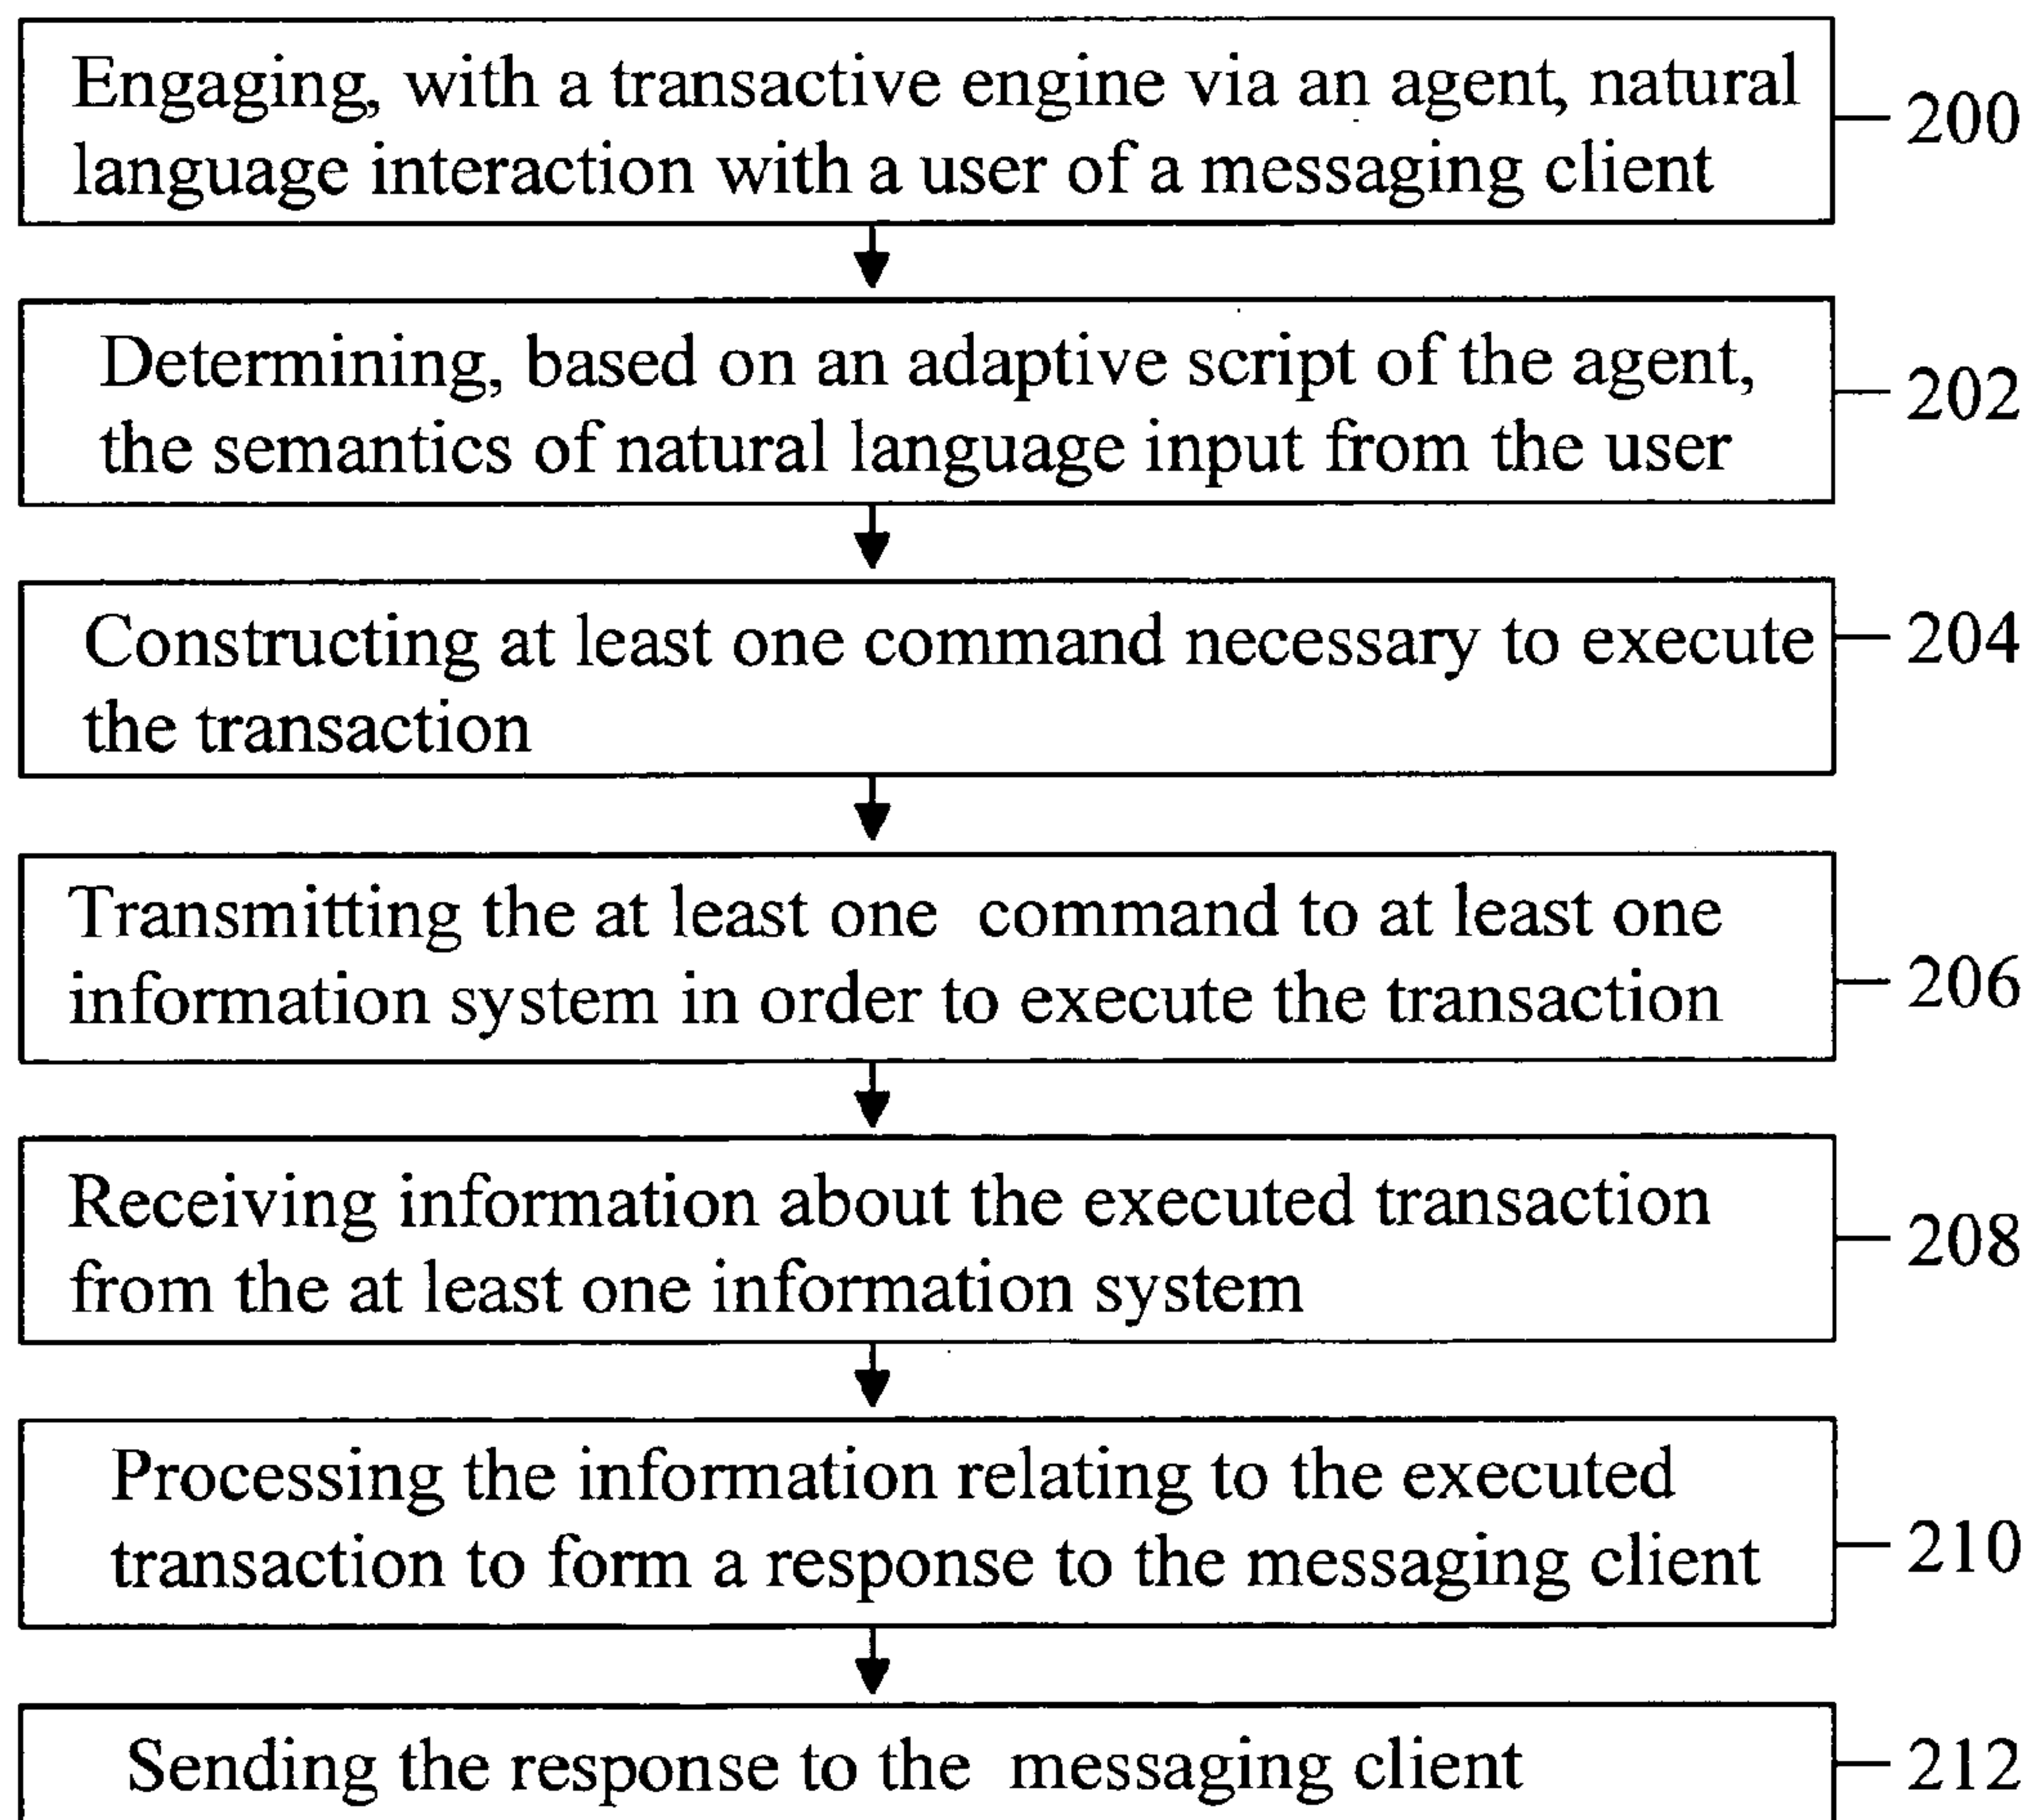 Engaging, with a transactive engine via an agent, natural
language interaction with a user of a messaging client
200
Determining, based on an adaptive script of the agent,
the semantics of natural language input from the user
202
Constructing at least one command necessary to execute
the transaction
204
Transmitting the at least one command to at least one
information system in order to execute the transaction
206
Receiving information about the executed transaction
from the at least one information system
208
Processing the information relating to the executed
transaction to form a response to the messaging client
210
Sending the response to the messaging client
212